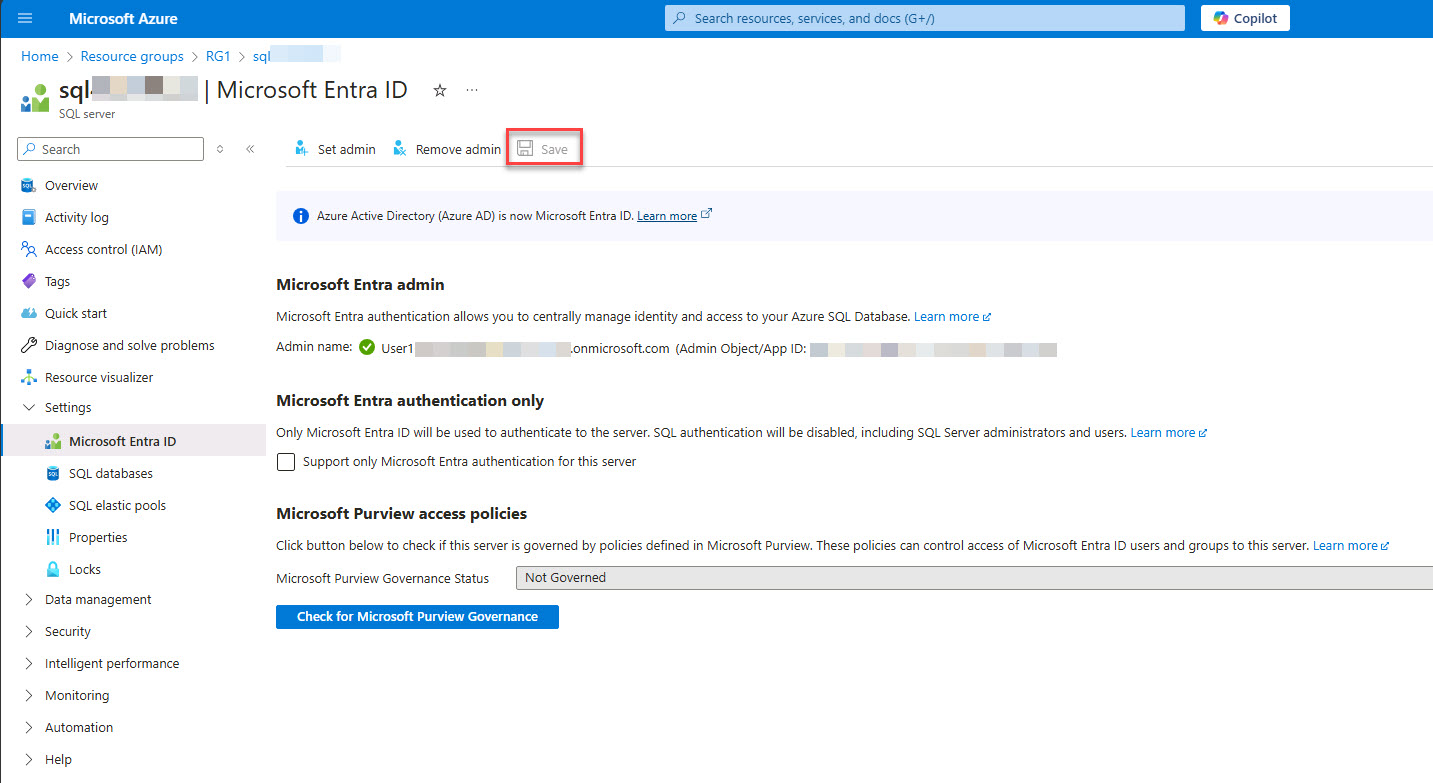 Microsoft Azure
Search resources, services, and docs (G+/)
Copilot
Home > Resource groups > RG1 > sql
sql | Microsoft Entra ID
SQL server
Search
Set admin
Remove admin
Save
Overview
Activity log
Access control (IAM)
Tags
Quick start
Diagnose and solve problems
Resource visualizer
Settings
Microsoft Entra ID
SQL databases
SQL elastic pools
Properties
Locks
Data management
Security
Intelligent performance
Monitoring
Automation
Help
Azure Active Directory (Azure AD) is now Microsoft Entra ID. Learn more
Microsoft Entra admin
Microsoft Entra authentication allows you to centrally manage identity and access to your Azure SQL Database. Learn more
Admin name: User1 .onmicrosoft.com (Admin Object/App ID:
Microsoft Entra authentication only
Only Microsoft Entra ID will be used to authenticate to the server. SQL authentication will be disabled, including SQL Server administrators and users. Learn more
Support only Microsoft Entra authentication for this server
Microsoft Purview access policies
Click button below to check if this server is governed by policies defined in Microsoft Purview. These policies can control access of Microsoft Entra ID users and groups to this server. Learn more
Microsoft Purview Governance Status
Not Governed
Check for Microsoft Purview Governance